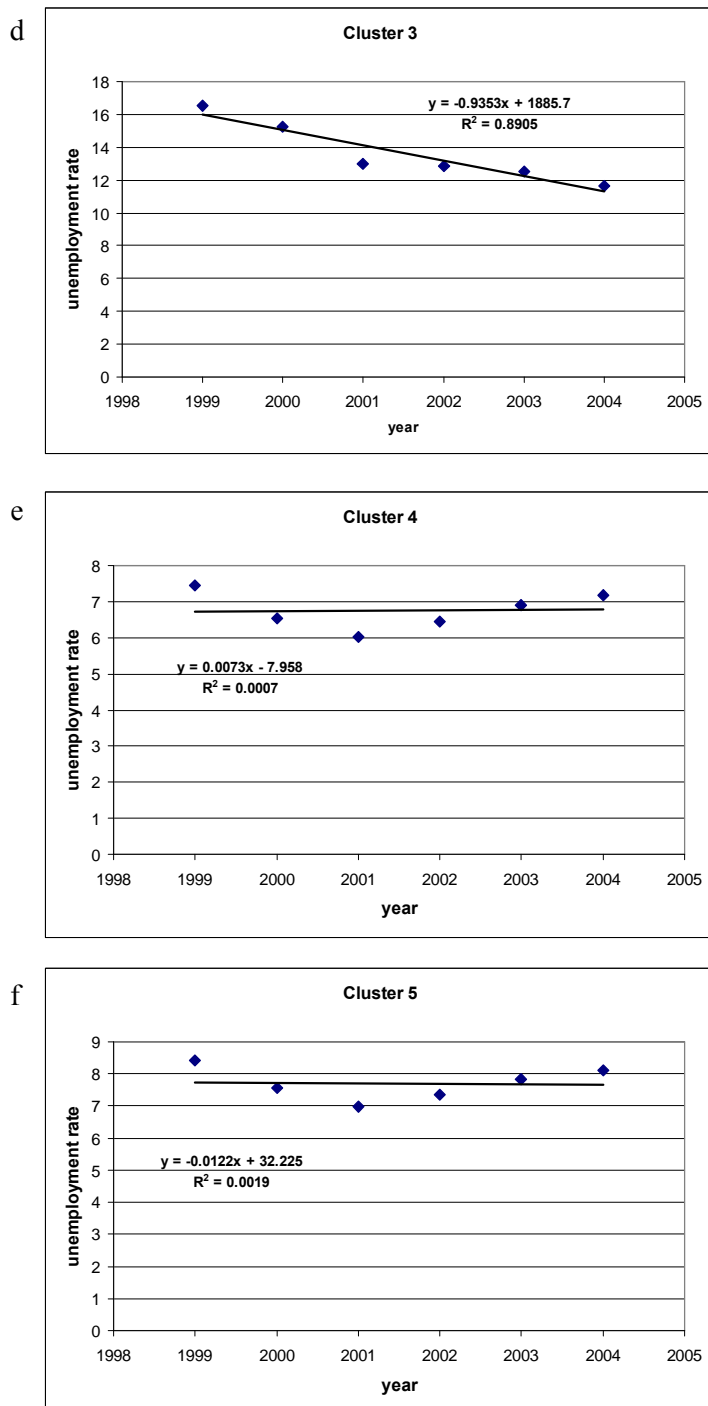 d
Cluster 3
18
16
14
12
10
8
6
4
2
0
unemployment rate
y = -0.9353x + 1885.7
R² = 0.8905
1998 1999 2000 2001 2002 2003 2004 2005
year
e
Cluster 4
8
7
6
5
4
3
2
1
0
unemployment rate
y = 0.0073x - 7.958
R² = 0.0007
1998 1999 2000 2001 2002 2003 2004 2005
year
f
Cluster 5
9
8
7
6
5
4
3
2
1
0
unemployment rate
y = -0.0122x + 32.225
R² = 0.0019
1998 1999 2000 2001 2002 2003 2004 2005
year